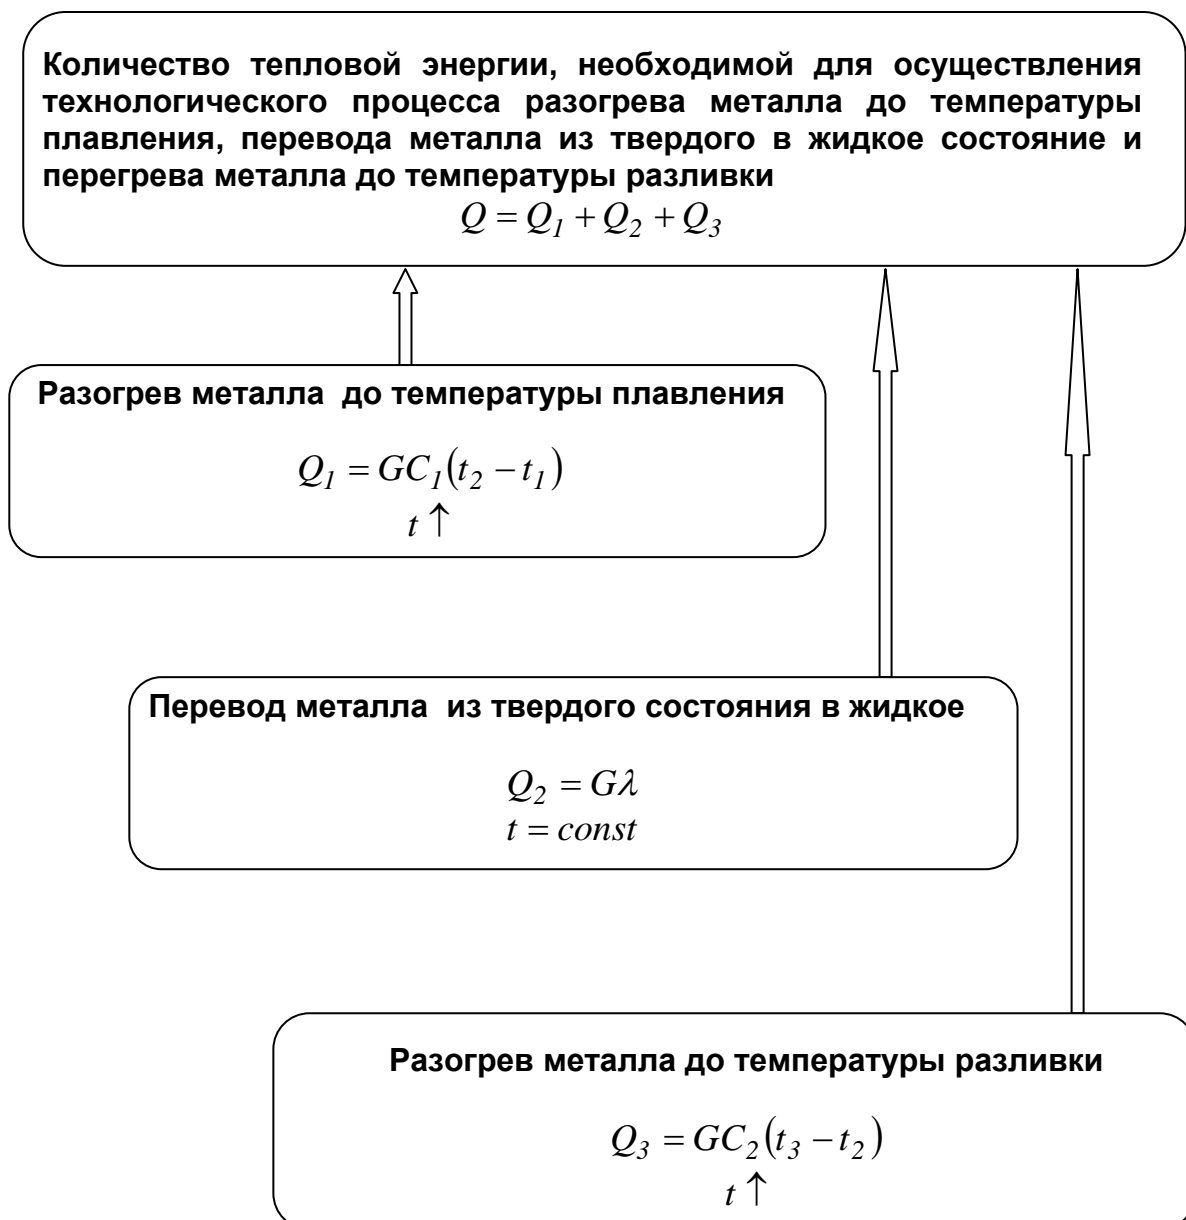 Количество тепловой энергии, необходимой для осуществления
технологического процесса разогрева металла до температуры
плавления, перевода металла из твердого в жидкое состояние и
перегрева металла до температуры разливки
Q = Q₁ + Q₂ + Q₃
Разогрев металла до температуры плавления
Q₁ = GC₁(t₂ − t₁)
t ↑
Перевод металла из твердого состояния в жидкое
Q₂ = Gλ
t = const
Разогрев металла до температуры разливки
Q₃ = GC₂(t₃ − t₂)
t ↑